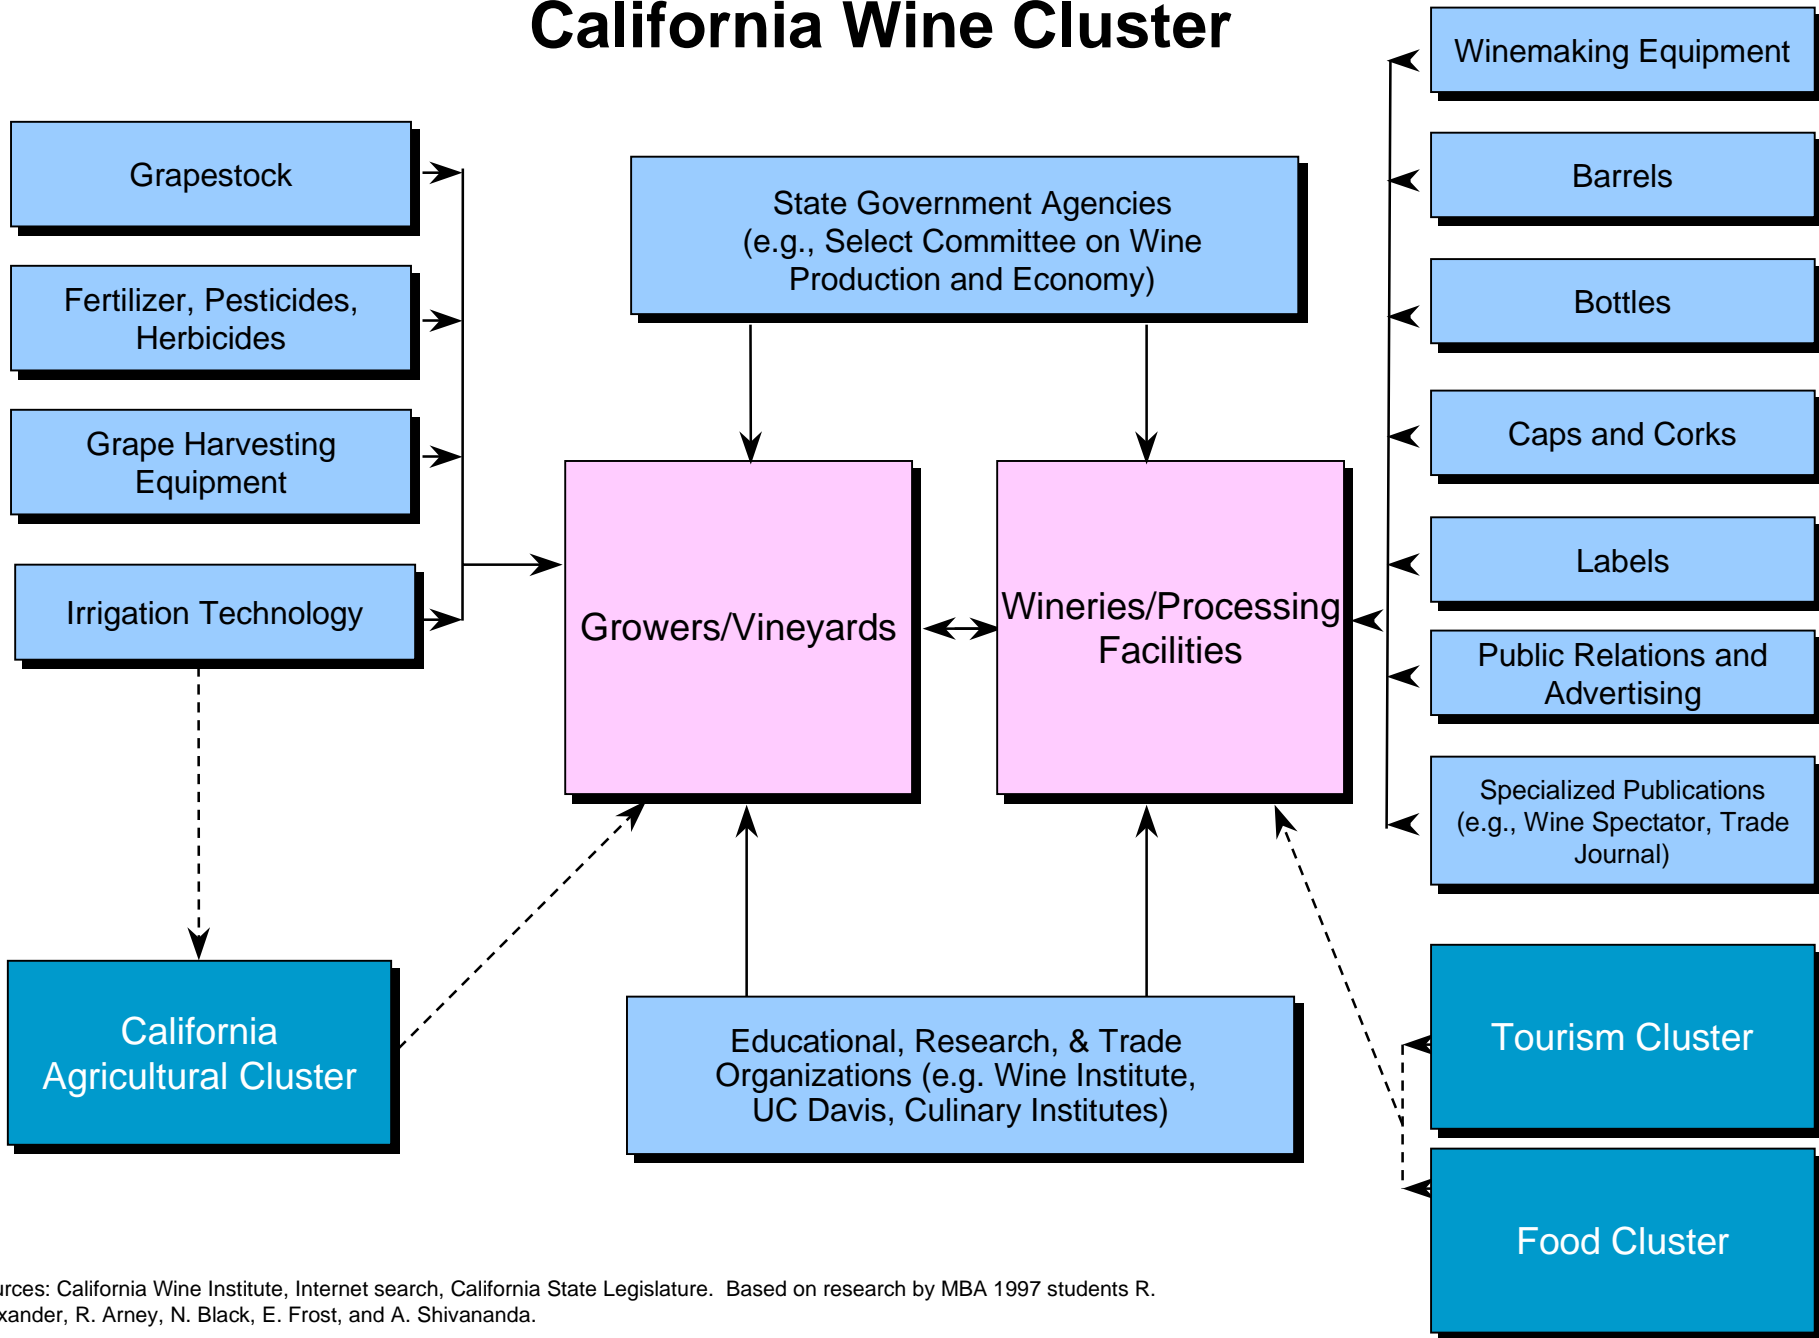 California Wine Cluster
Winemaking Equipment
Grapestock
Barrels
State Government Agencies
(e.g., Select Committee on Wine
Production and Economy)
Fertilizer, Pesticides,
Herbicides
Bottles
Grape Harvesting
Equipment
Caps and Corks
Irrigation Technology
Labels
Growers/Vineyards
Wineries/Processing
Facilities
Public Relations and
Advertising
Specialized Publications
(e.g., Wine Spectator, Trade
Journal)
California
Agricultural Cluster
Educational, Research, & Trade
Organizations (e.g. Wine Institute,
UC Davis, Culinary Institutes)
Tourism Cluster
Food Cluster
urces: California Wine Institute, Internet search, California State Legislature.  Based on research by MBA 1997 students R.
xander, R. Arney, N. Black, E. Frost, and A. Shivananda.